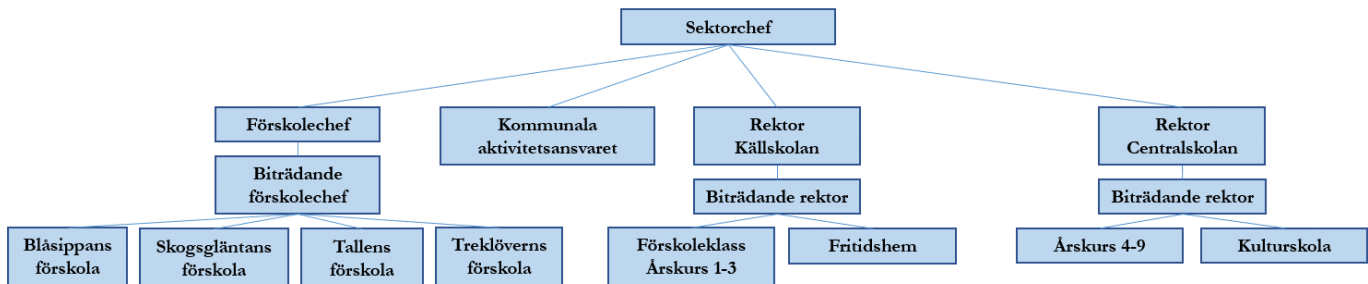 Sektorchef
Förskolechef
Kommunala
aktivitetsansvaret
Rektor
Källskolan
Rektor
Centralskolan
Biträdande
förskolechef
Biträdande rektor
Biträdande rektor
Blåsippans
förskola
Skogsgläntans
förskola
Tallens
förskola
Treklöverns
förskola
Förskoleklass
Årskurs 1-3
Fritidshem
Årskurs 4-9
Kulturskola